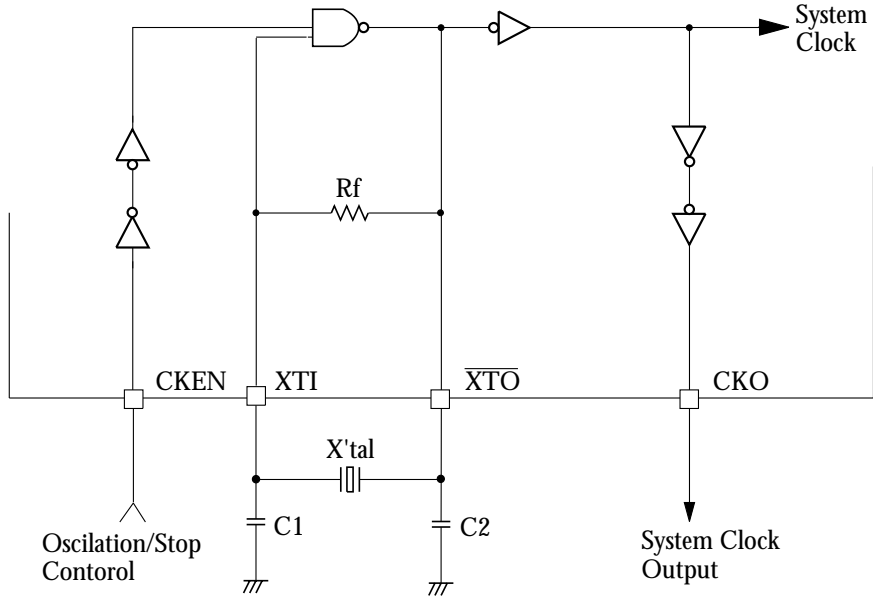 System
Clock
Rf
CKEN
XTI
XTO
CKO
X'tal
C1
C2
Oscilation/Stop
Contorol
System Clock
Output